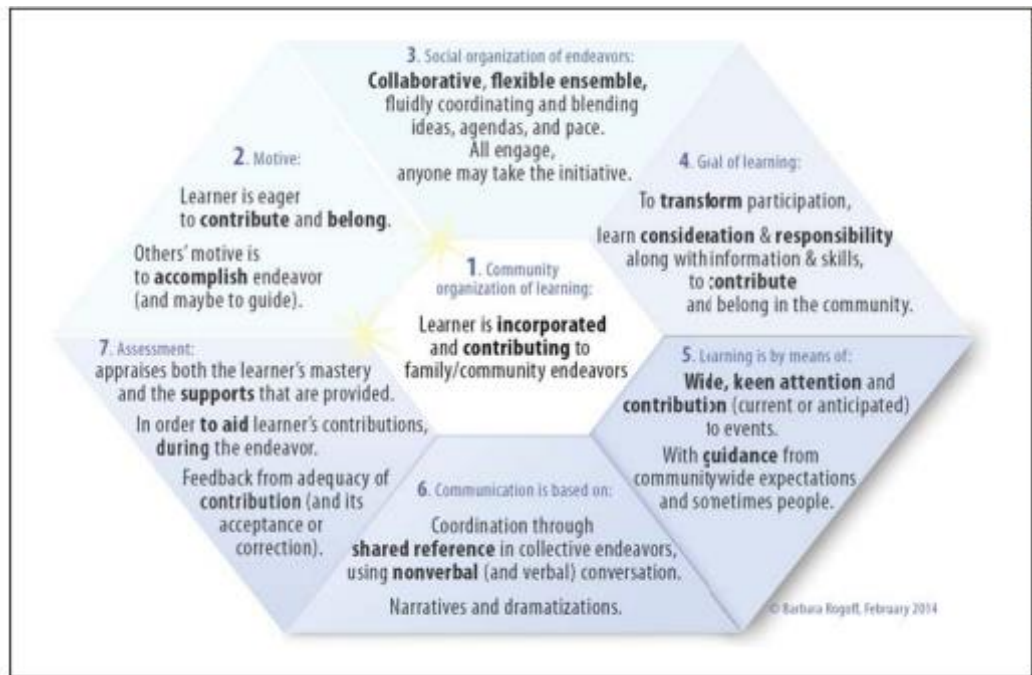 3. Social organization of endeavors:
Collaborative, flexible ensemble,
fluidly coordinating and blending
ideas, agendas, and pace.
All engage,
anyone may take the initiative.
2. Motive:
Learner is eager
to contribute and belong.
Others' motive is
to accomplish endeavor
(and maybe to guide).
4. Goal of learning:
To transform participation,
learn consideration & responsibility
along with information & skills,
to contribute
and belong in the community.
1. Community
organization of learning:
Learner is incorporated
and contributing to
family/community endeavors
7. Assessment:
appraises both the learner's mastery
and the supports that are provided.
In order to aid learner's contributions,
during the endeavor.
Feedback from adequacy of
contribution (and its
acceptance or
correction).
5. Learning is by means of:
Wide, keen attention and
contribution (current or anticipated)
to events.
With guidance from
communitywide expectations
and sometimes people.
6. Communication is based on:
Coordination through
shared reference in collective endeavors,
using nonverbal (and verbal) conversation.
Narratives and dramatizations.
© Barbara Rogoff, February 2014